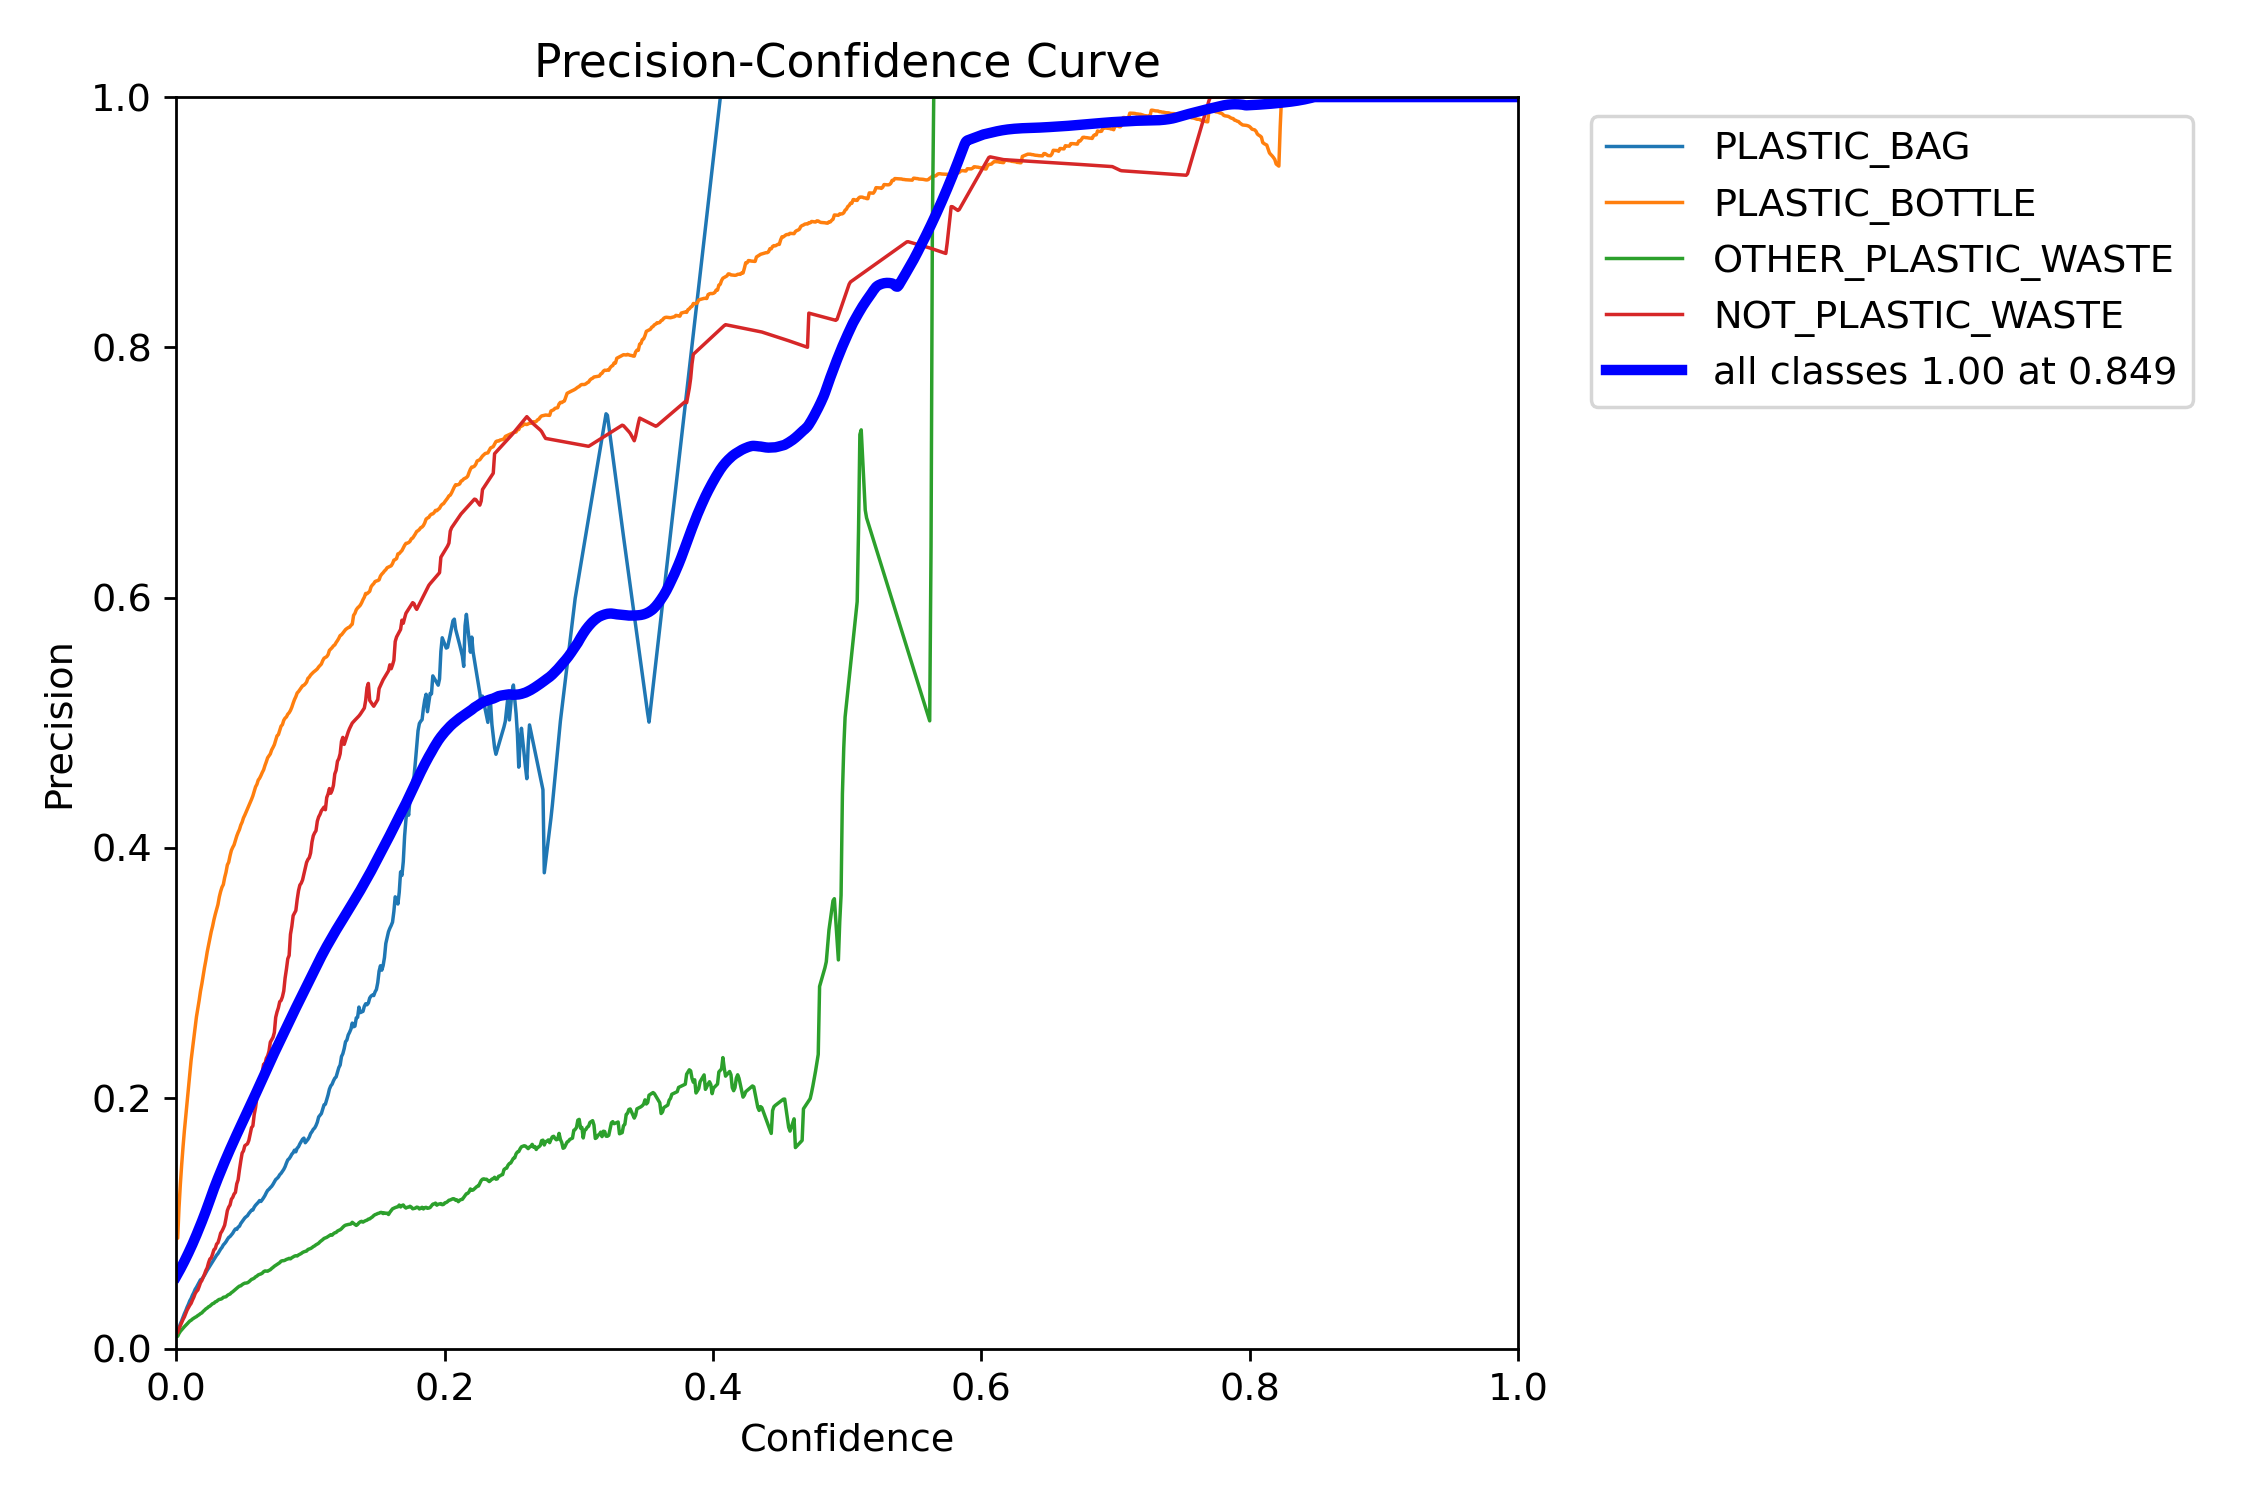 Precision-Confidence Curve
1.0
0.8
0.6
0.4
0.2
0.0
Precision
0.0 0.2 0.4 0.6 0.8 1.0
Confidence
PLASTIC_BAG
PLASTIC_BOTTLE
OTHER_PLASTIC_WASTE
NOT_PLASTIC_WASTE
all classes 1.00 at 0.849